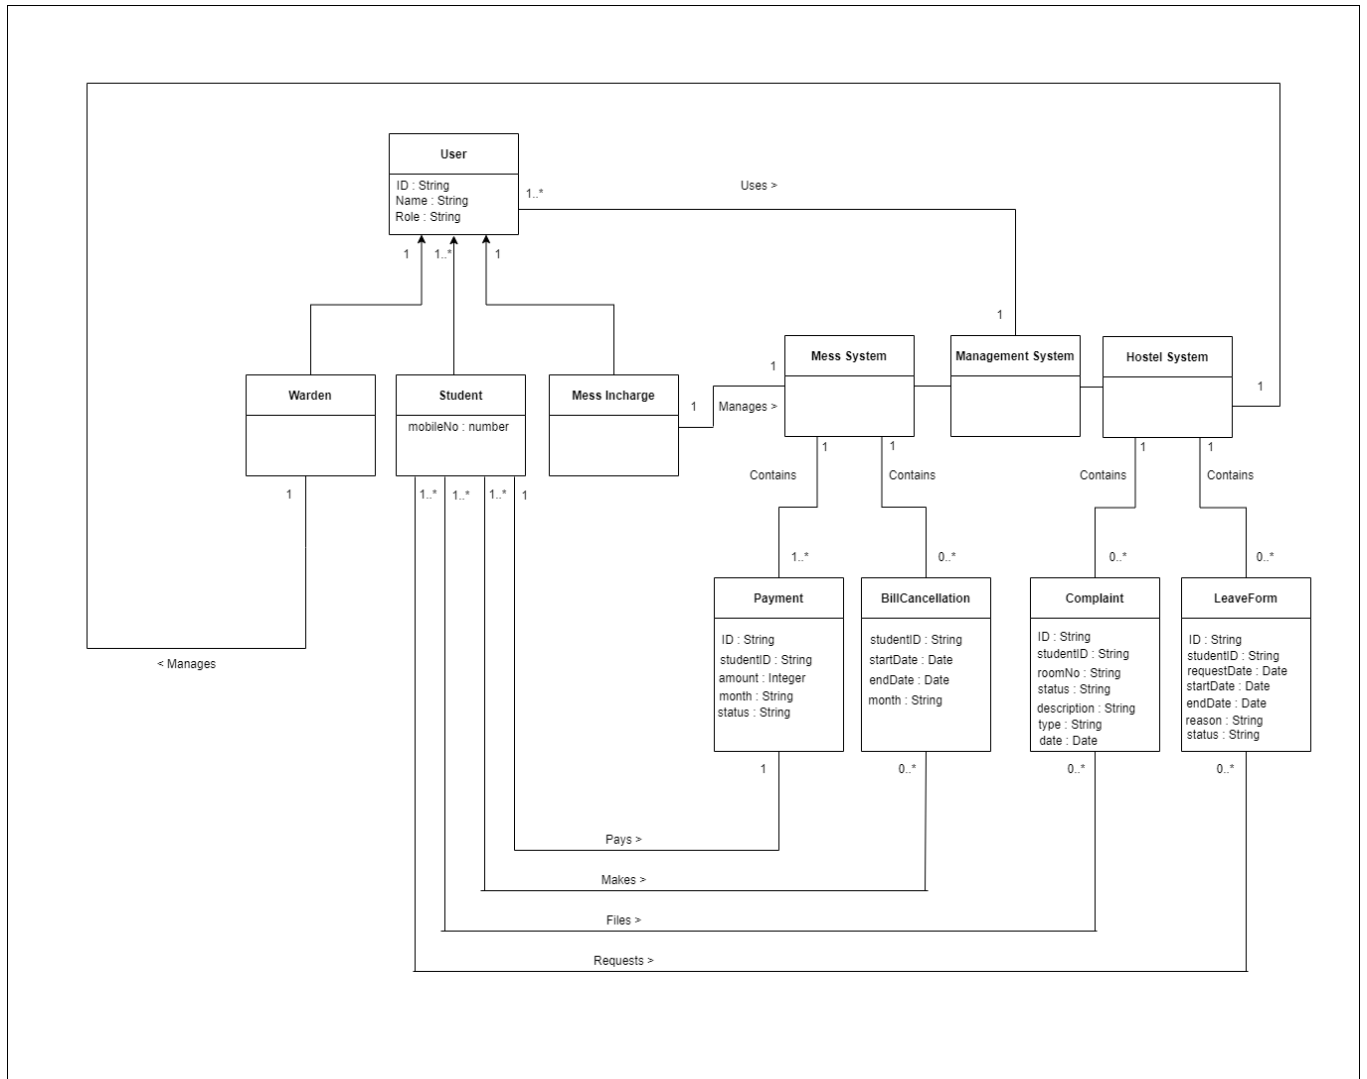 User
ID : String
Name : String
Role : String
1..*
Uses >
1
1..*
1
1
Mess System
Management System
Hostel System
1
1
Warden
Student
mobileNo : number
Mess Incharge
1
Manages >
1
1
1
1
Contains
Contains
Contains
Contains
1
1..*
1..*
1..*
1
1..*
0..*
0..*
0..*
Payment
ID : String
studentID : String
amount : Integer
month : String
status : String
BillCancellation
studentID : String
startDate : Date
endDate : Date
month : String
Complaint
ID : String
studentID : String
roomNo : String
status : String
description : String
type : String
date : Date
LeaveForm
ID : String
studentID : String
requestDate : Date
startDate : Date
endDate : Date
reason : String
status : String
< Manages
1
0..*
0..*
0..*
Pays >
Makes >
Files >
Requests >